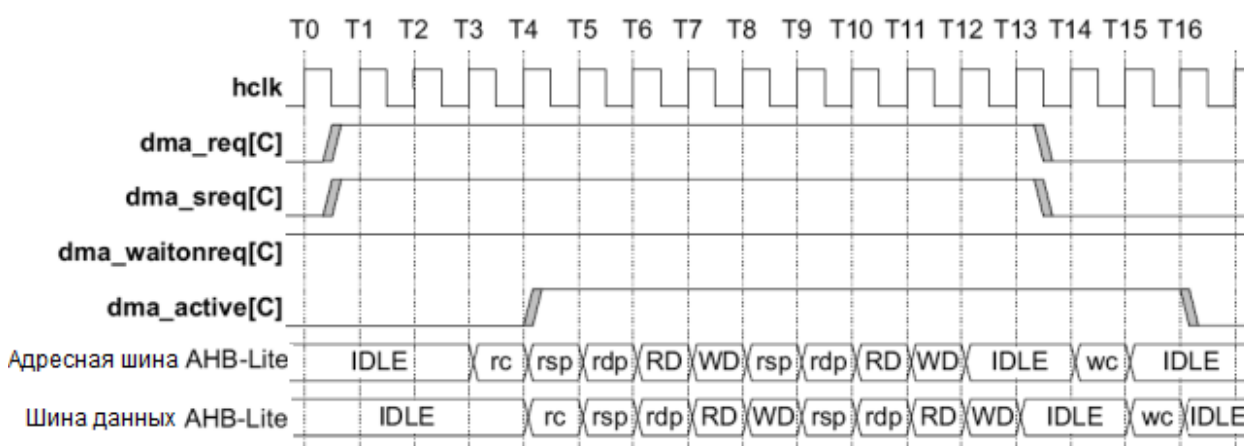 T0 T1 T2 T3 T4 T5 T6 T7 T8 T9 T10 T11 T12 T13 T14 T15 T16
hclk
dma_req[C]
dma_sreq[C]
dma_waitonreq[C]
dma_active[C]
Адресная шина AHB-Lite IDLE rc rsp rdp RD WD rsp rdp RD WD IDLE wc IDLE
Шина данных AHB-Lite IDLE rc rsp rdp RD WD rsp rdp RD WD IDLE wc IDLE